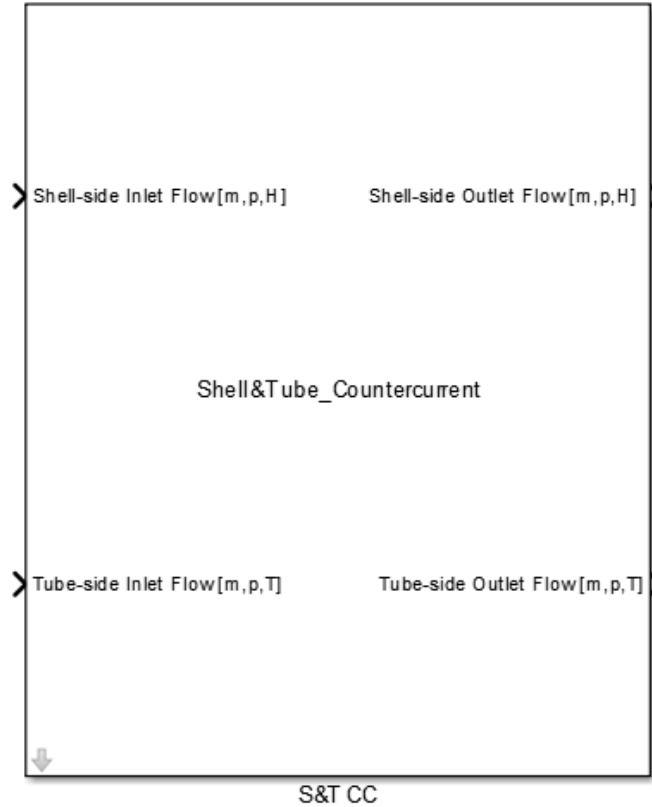 Shell-side Inlet Flow[m,p,H]
Shell-side Outlet Flow[m,p,H]
Shell&Tube_Countercurrent
Tube-side Inlet Flow[m,p,T]
Tube-side Outlet Flow[m,p,T]
S&T CC